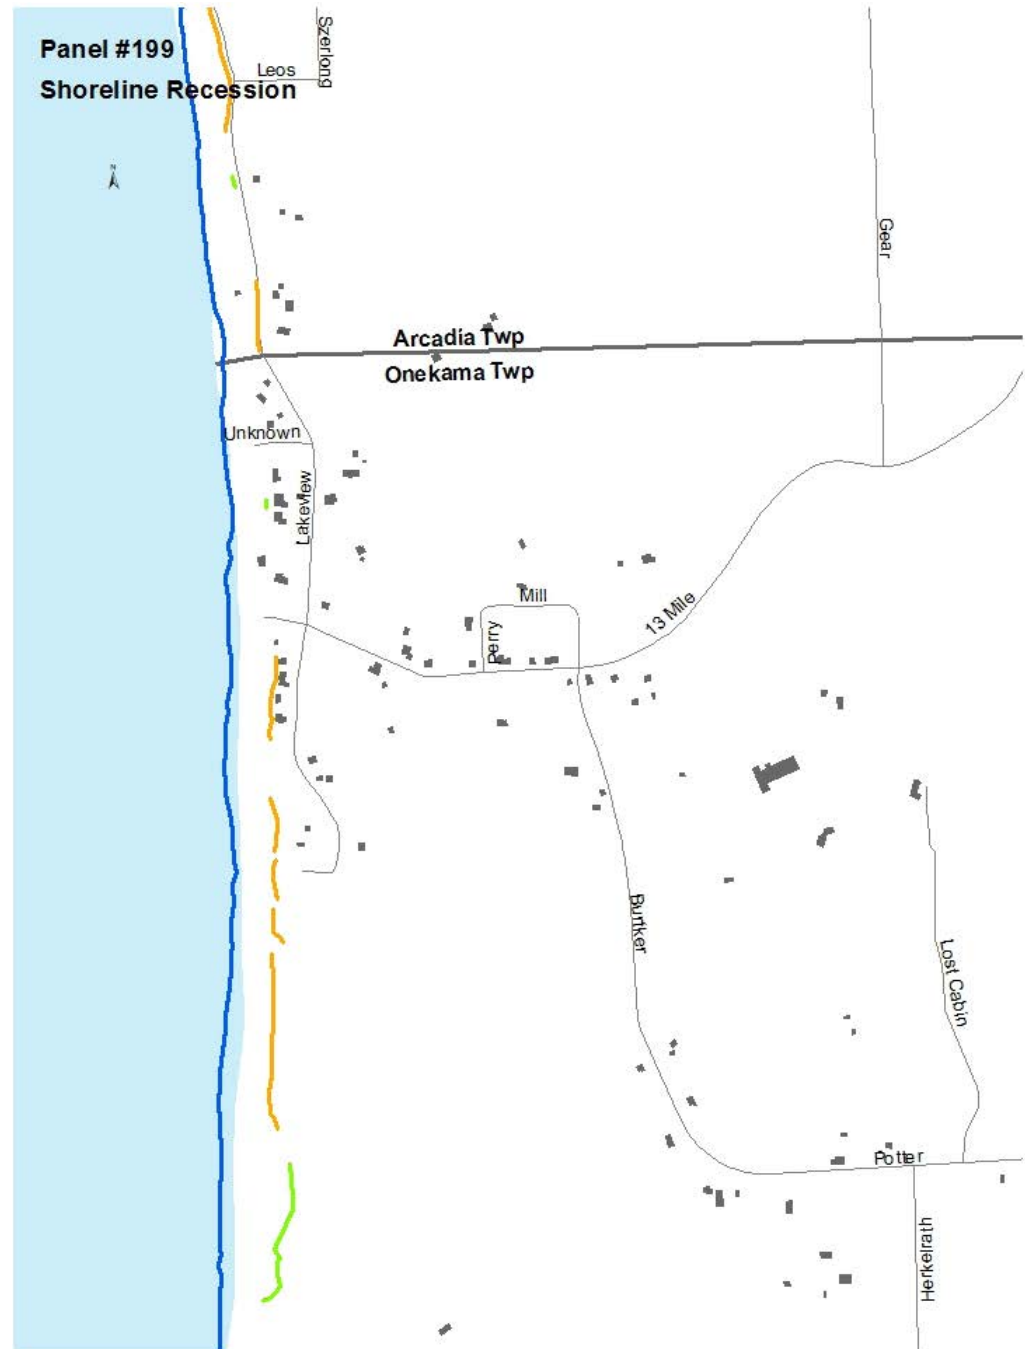 Panel #199
Shoreline Recession
Szerlong
Leos
N
Gear
Arcadia Twp
Onekama Twp
Unknown
Lakeview
Mill
Perry
13 Mile
Burtker
Lost Cabin
Potter
Herkelrath